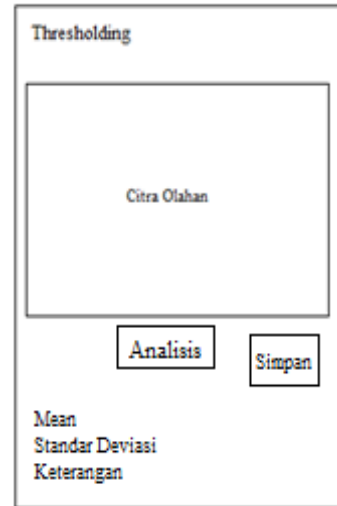 Thresholding
Citra Olahan
Analisis
Simpan
Mean
Standar Deviasi
Keterangan